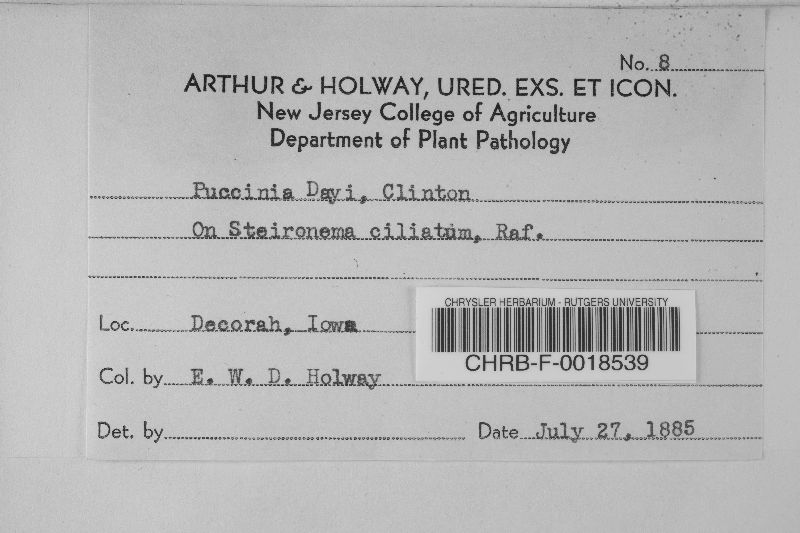 No. 8
ARTHUR & HOLWAY, URED. EXS. ET ICON.
New Jersey College of Agriculture
Department of Plant Pathology
Puccinia Dayi, Clinton
On Steironema ciliatum, Raf.
CHRYSLER HERBARIUM - RUTGERS UNIVERSITY
CHRB-F-0018539
Loc. Decorah, Iowa
Col. by E. W. D. Holway
Det. by
Date July 27, 1885